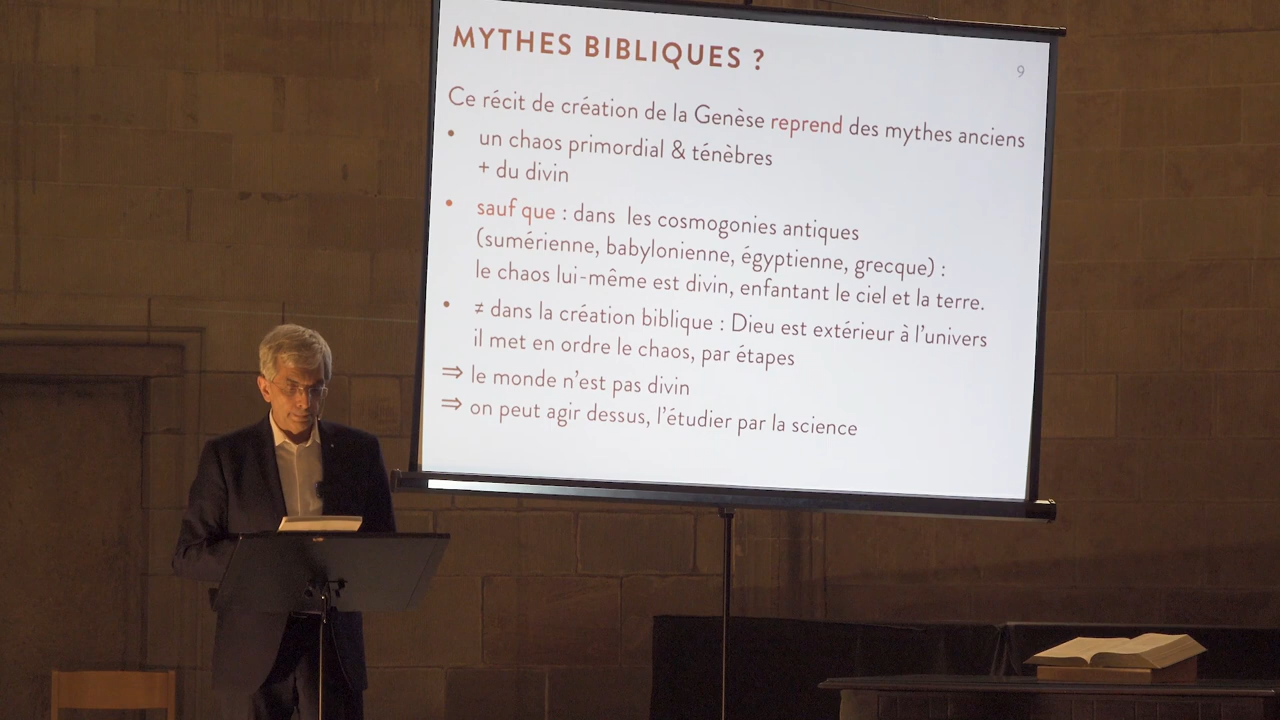 MYTHES BIBLIQUES ?
9
Ce récit de création de la Genèse reprend des mythes anciens
• un chaos primordial & ténèbres
+ du divin
• sauf que : dans les cosmogonies antiques
(sumérienne, babylonienne, égyptienne, grecque) :
le chaos lui-même est divin, enfantant le ciel et la terre.
• ≠ dans la création biblique : Dieu est extérieur à l'univers
il met en ordre le chaos, par étapes
⇒ le monde n'est pas divin
⇒ on peut agir dessus, l'étudier par la science